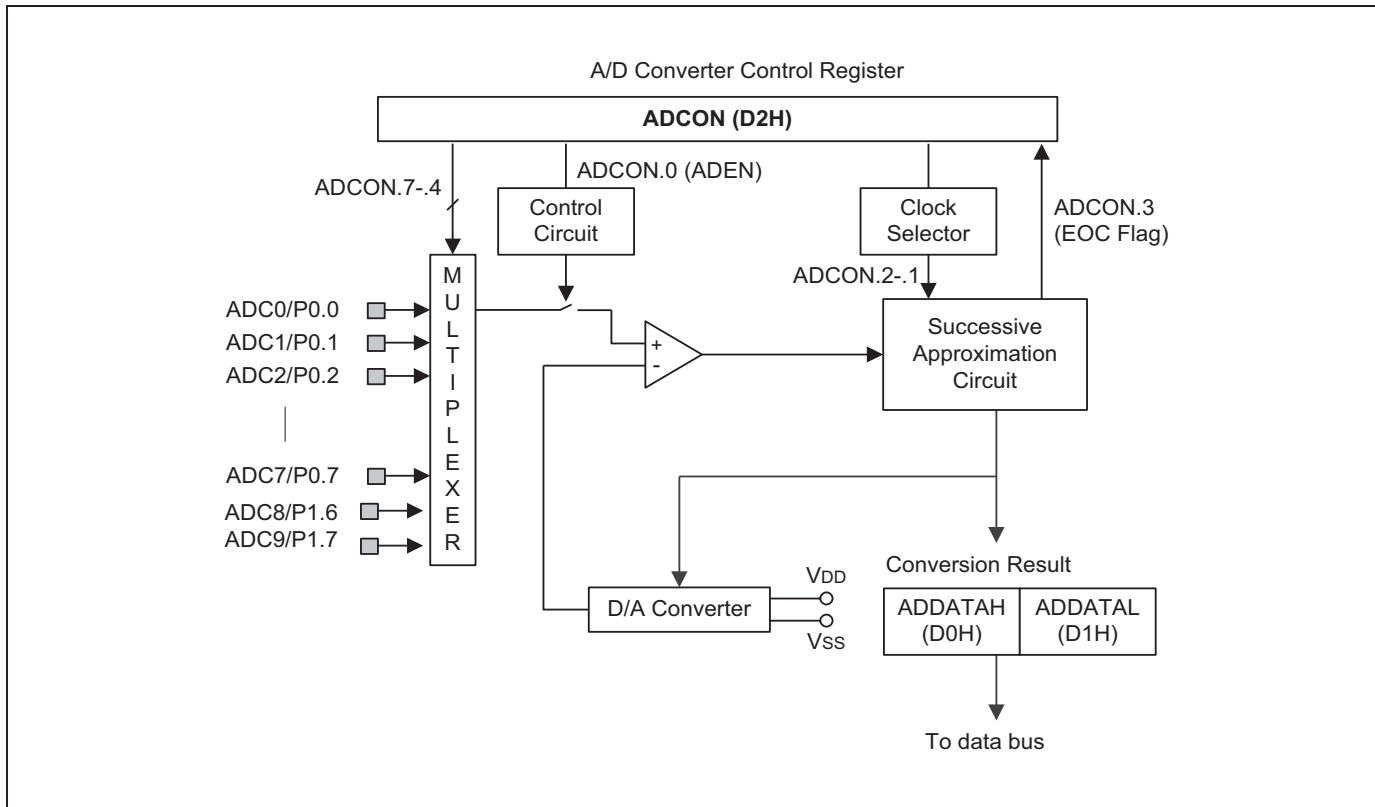 A/D Converter Control Register
ADCON (D2H)
ADCON.7-.4
ADCON.0 (ADEN)
Control
Circuit
Clock
Selector
ADCON.3
(EOC Flag)
ADCON.2-.1
MULTIPLEXER
ADC0/P0.0
ADC1/P0.1
ADC2/P0.2
ADC7/P0.7
ADC8/P1.6
ADC9/P1.7
+
-
Successive
Approximation
Circuit
D/A Converter
VDD
VSS
Conversion Result
ADDATAH
(D0H)
ADDATAL
(D1H)
To data bus